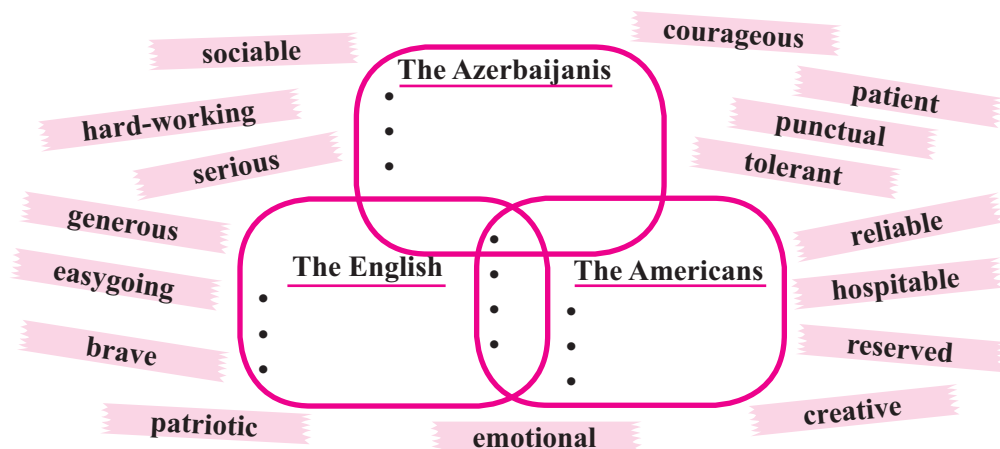 sociable
courageous
The Azerbaijanis
patient
hard-working
punctual
serious
tolerant
generous
reliable
easygoing
The English
The Americans
hospitable
brave
reserved
patriotic
emotional
creative